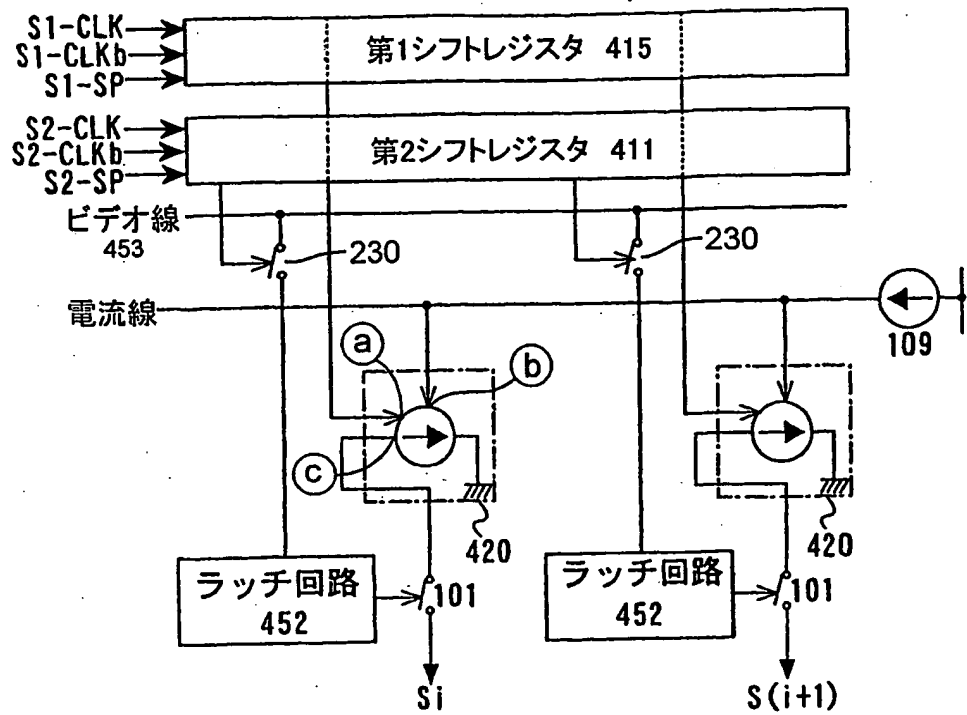 S1-CLK
S1-CLKb
S1-SP
第1シフトレジスタ 415
S2-CLK
S2-CLKb
S2-SP
第2シフトレジスタ 411
ビデオ線
453
230
230
電流線
109
a
b
c
420
420
ラッチ回路
452
101
ラッチ回路
452
101
Si
S(i+1)